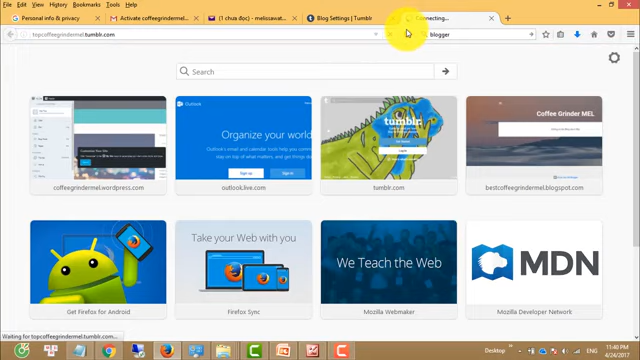 File Edit View History Bookmarks Tools Help
Personal info & privacy
Activate coffeegrindermel...
(1 chưa đọc) - melissawat...
Blog Settings | Tumblr
Connecting...
topcoffeegrindermel.tumblr.com
blogger
Search
Outlook
Organize your world
tumblr.
Coffee Grinder MEL
coffeegrindermel.wordpress.com
outlook.live.com
tumblr.com
bestcoffeegrindermel.blogspot.com
Take your Web with you
We Teach the Web
MDN
Get Firefox for Android
Firefox Sync
Mozilla Webmaker
Mozilla Developer Network
Waiting for topcoffeegrindermel.tumblr.com...
Desktop
ENG
11:40 PM
4/24/2017